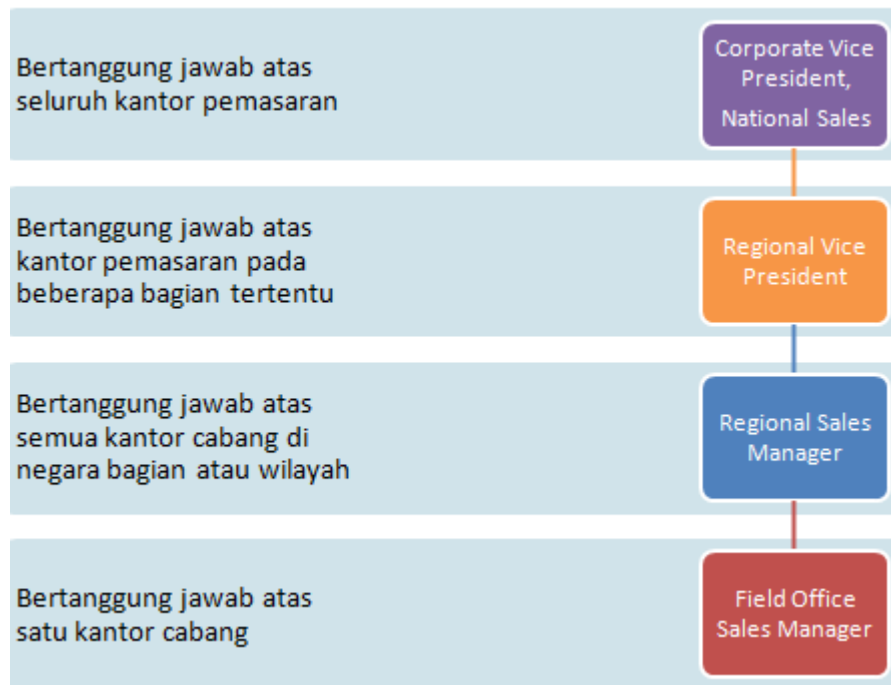 Bertanggung jawab atas
seluruh kantor pemasaran
Corporate Vice
President,
National Sales
Bertanggung jawab atas
kantor pemasaran pada
beberapa bagian tertentu
Regional Vice
President
Bertanggung jawab atas
semua kantor cabang di
negara bagian atau wilayah
Regional Sales
Manager
Bertanggung jawab atas
satu kantor cabang
Field Office
Sales Manager